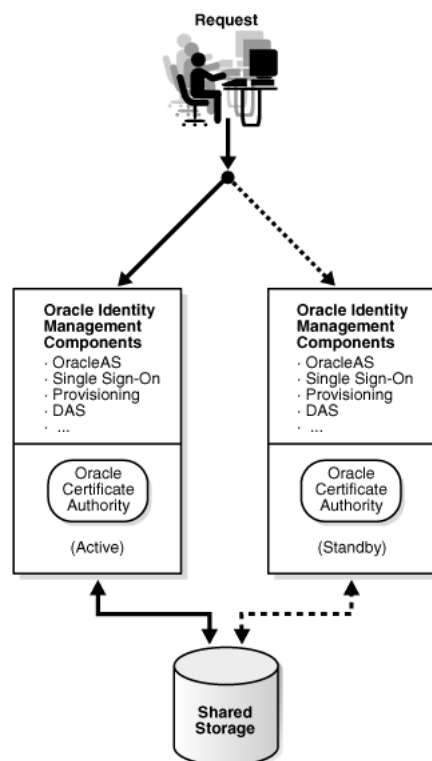 Request
Oracle Identity
Management
Components
· OracleAS
· Single Sign-On
· Provisioning
· DAS
· ...
Oracle
Certificate
Authority
(Active)
Oracle Identity
Management
Components
· OracleAS
· Single Sign-On
· Provisioning
· DAS
· ...
Oracle
Certificate
Authority
(Standby)
Shared
Storage